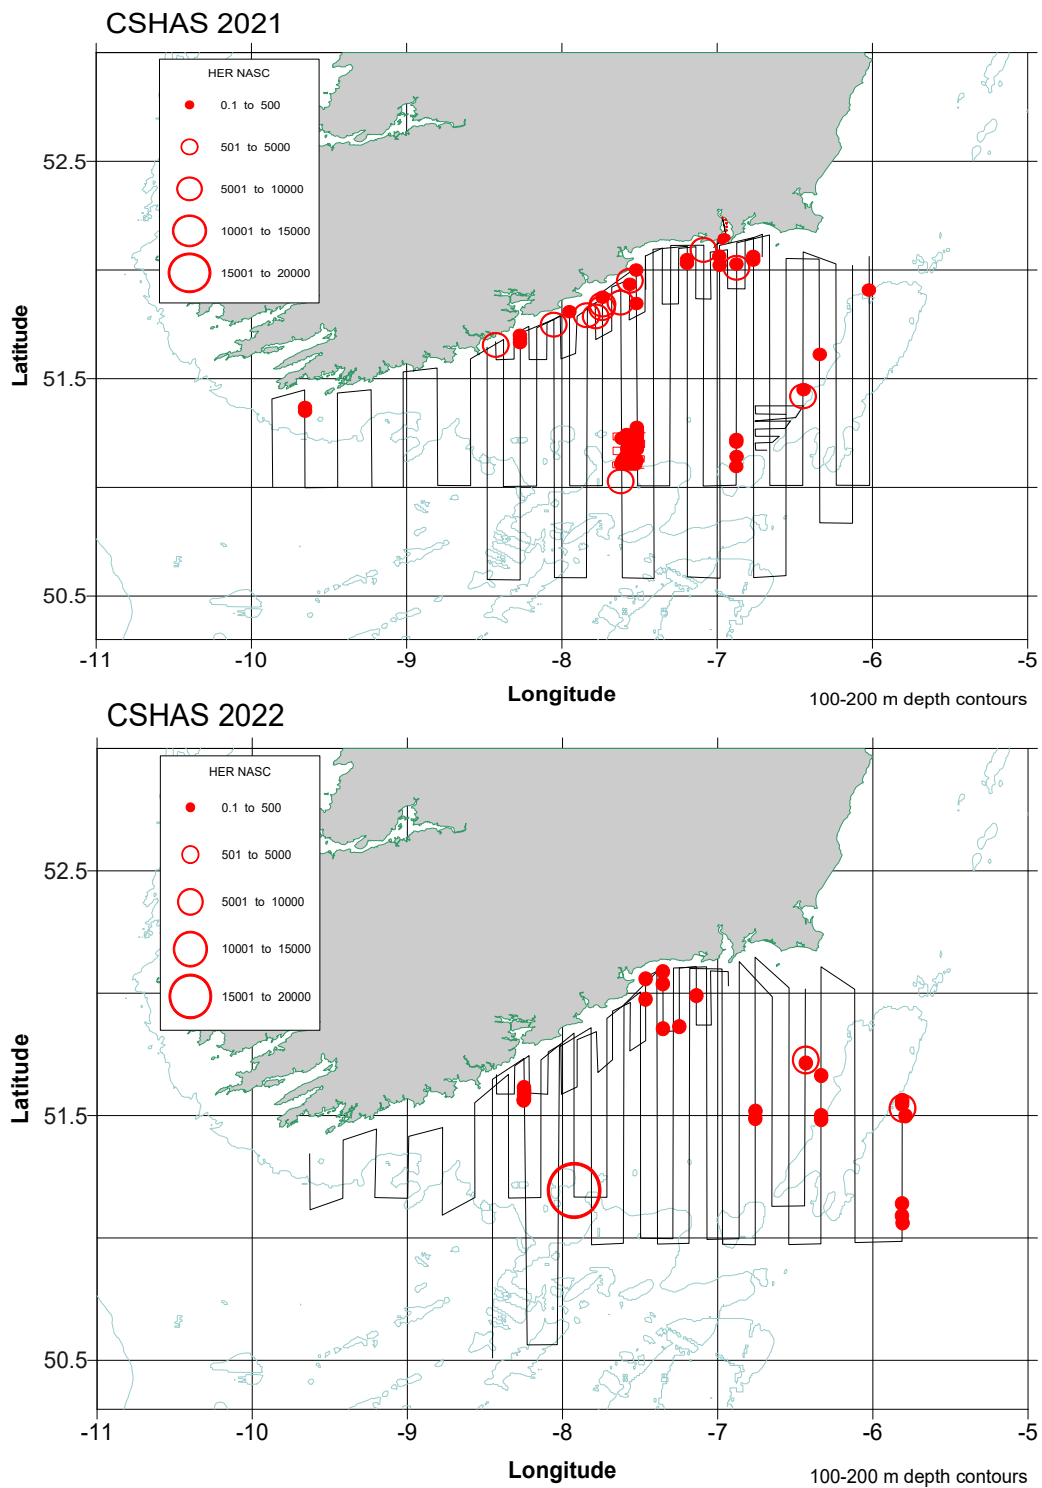 CSHAS 2021
HER NASC
0.1 to 500
501 to 5000
5001 to 10000
10001 to 15000
15001 to 20000
52.5
51.5
50.5
Latitude
-11 -10 -9 -8 -7 -6 -5
Longitude
100-200 m depth contours
CSHAS 2022
HER NASC
0.1 to 500
501 to 5000
5001 to 10000
10001 to 15000
15001 to 20000
52.5
51.5
50.5
Latitude
-11 -10 -9 -8 -7 -6 -5
Longitude
100-200 m depth contours